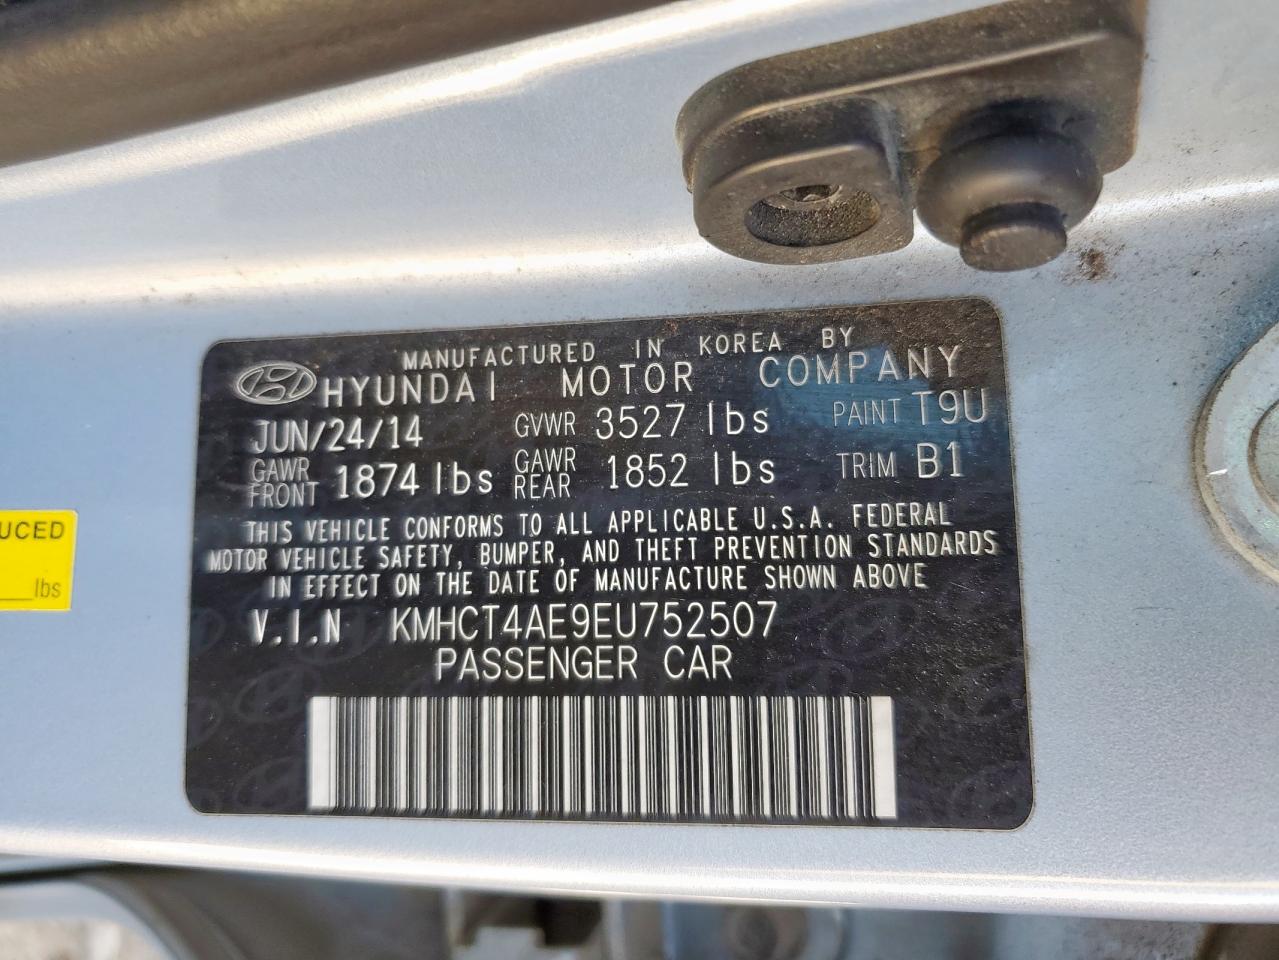 MANUFACTURED IN KOREA BY
HYUNDAI MOTOR COMPANY
JUN/24/14 GVWR 3527 lbs PAINT T9U
GAWR FRONT 1874 lbs GAWR REAR 1852 lbs TRIM B1
THIS VEHICLE CONFORMS TO ALL APPLICABLE U.S.A. FEDERAL
MOTOR VEHICLE SAFETY, BUMPER, AND THEFT PREVENTION STANDARDS
IN EFFECT ON THE DATE OF MANUFACTURE SHOWN ABOVE
V.I.N KMHCT4AE9EU752507
PASSENGER CAR
UCED
lbs